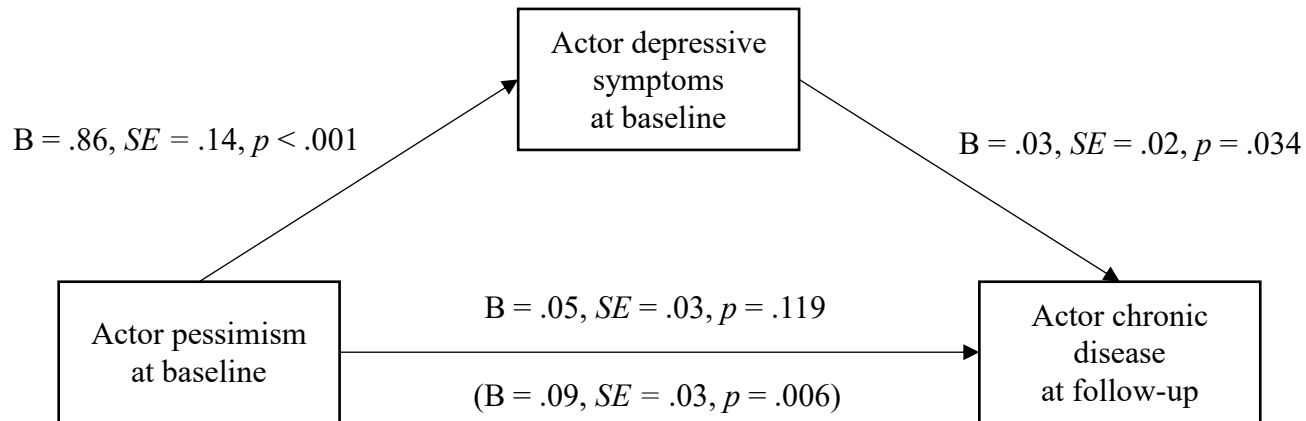 Actor depressive
symptoms
at baseline
B = .86, SE = .14, p < .001
B = .03, SE = .02, p = .034
Actor pessimism
at baseline
B = .05, SE = .03, p = .119
(B = .09, SE = .03, p = .006)
Actor chronic
disease
at follow-up